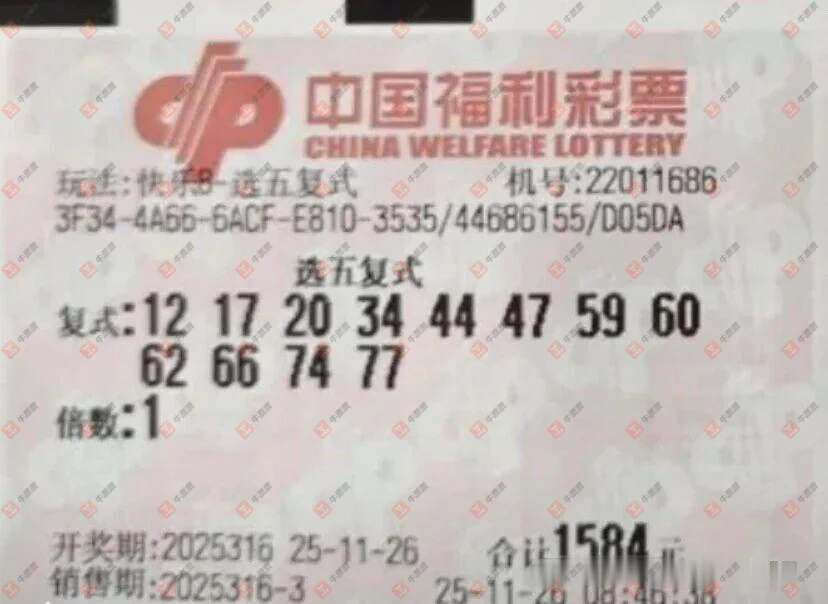 中国福利彩票
CHINA WELFARE LOTTERY
玩法:快乐8-选五复式 机号:22011686
3F34-4A66-6ACF-E810-3535/44686155/D05DA
选五复式
复式:12 17 20 34 44 47 59 60
62 66 74 77
倍数:1
开奖期:2025316 25-11-26 合计1584元
销售期:2025316-3 25-11-26 08:46:38